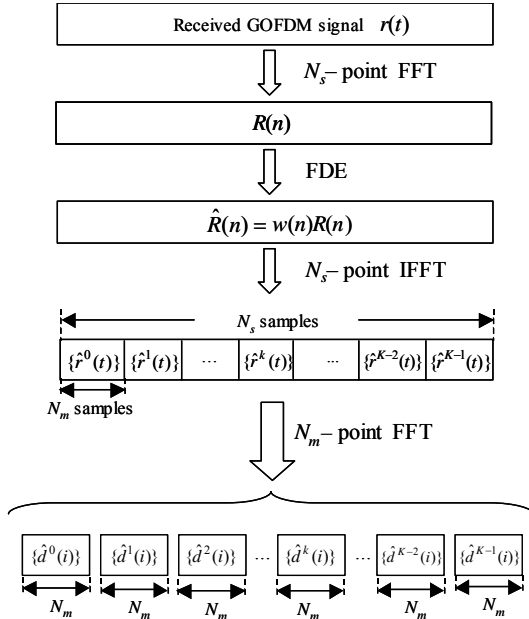 Received GOFDM signal r(t)
N_s – point FFT
R(n)
FDE
R̂(n) = w(n)R(n)
N_s – point IFFT
N_s samples
{r̂^0(t)} {r̂^1(t)} ··· {r̂^k(t)} ··· {r̂^{K-2}(t)} {r̂^{K-1}(t)}
N_m samples
N_m – point FFT
{d̂^0(i)} {d̂^1(i)} {d̂^2(i)} ··· {d̂^k(i)} ··· {d̂^{K-2}(i)} {d̂^{K-1}(i)}
N_m N_m N_m N_m N_m N_m